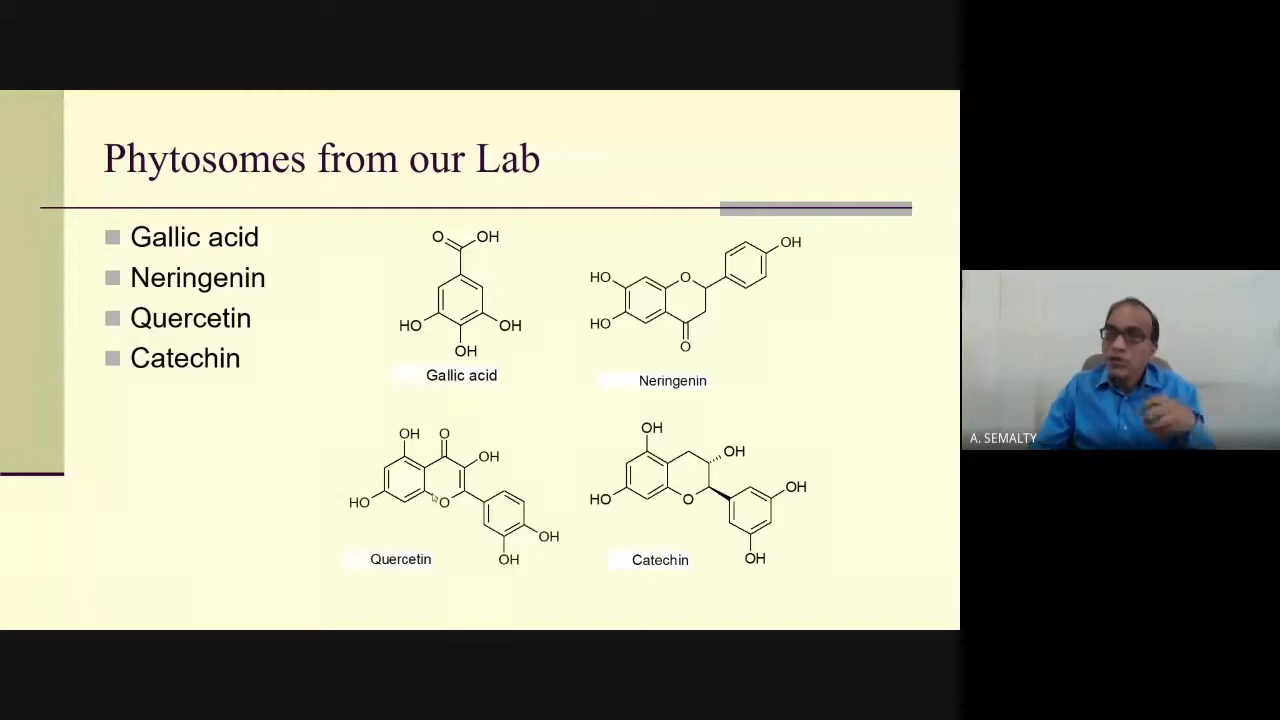 Phytosomes from our Lab
Gallic acid
Neringenin
Quercetin
Catechin
O
OH
HO
OH
OH
Gallic acid
OH
HO
O
HO
O
Neringenin
OH
O
OH
HO
O
OH
OH
Quercetin
OH
OH
HO
O
OH
OH
Catechin
A. SEMALTY